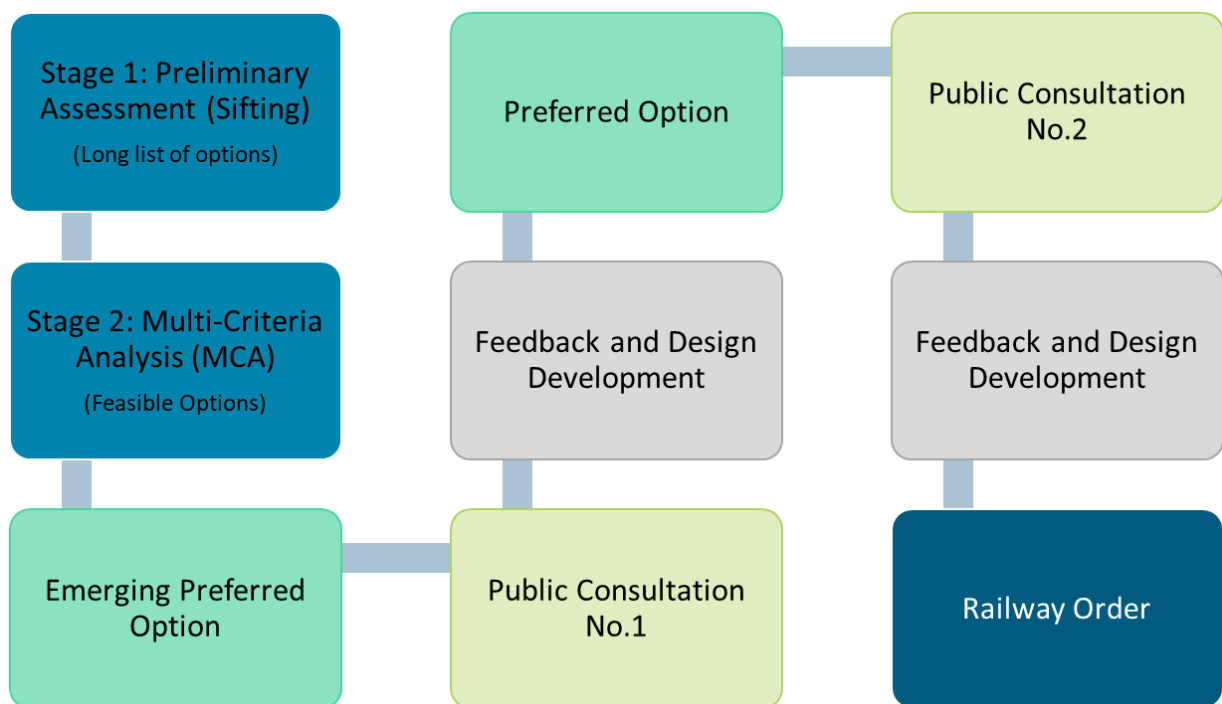 Stage 1: Preliminary
Assessment (Sifting)
(Long list of options)
Stage 2: Multi-Criteria
Analysis (MCA)
(Feasible Options)
Emerging Preferred
Option
Public Consultation
No.1
Feedback and Design
Development
Preferred Option
Public Consultation
No.2
Feedback and Design
Development
Railway Order